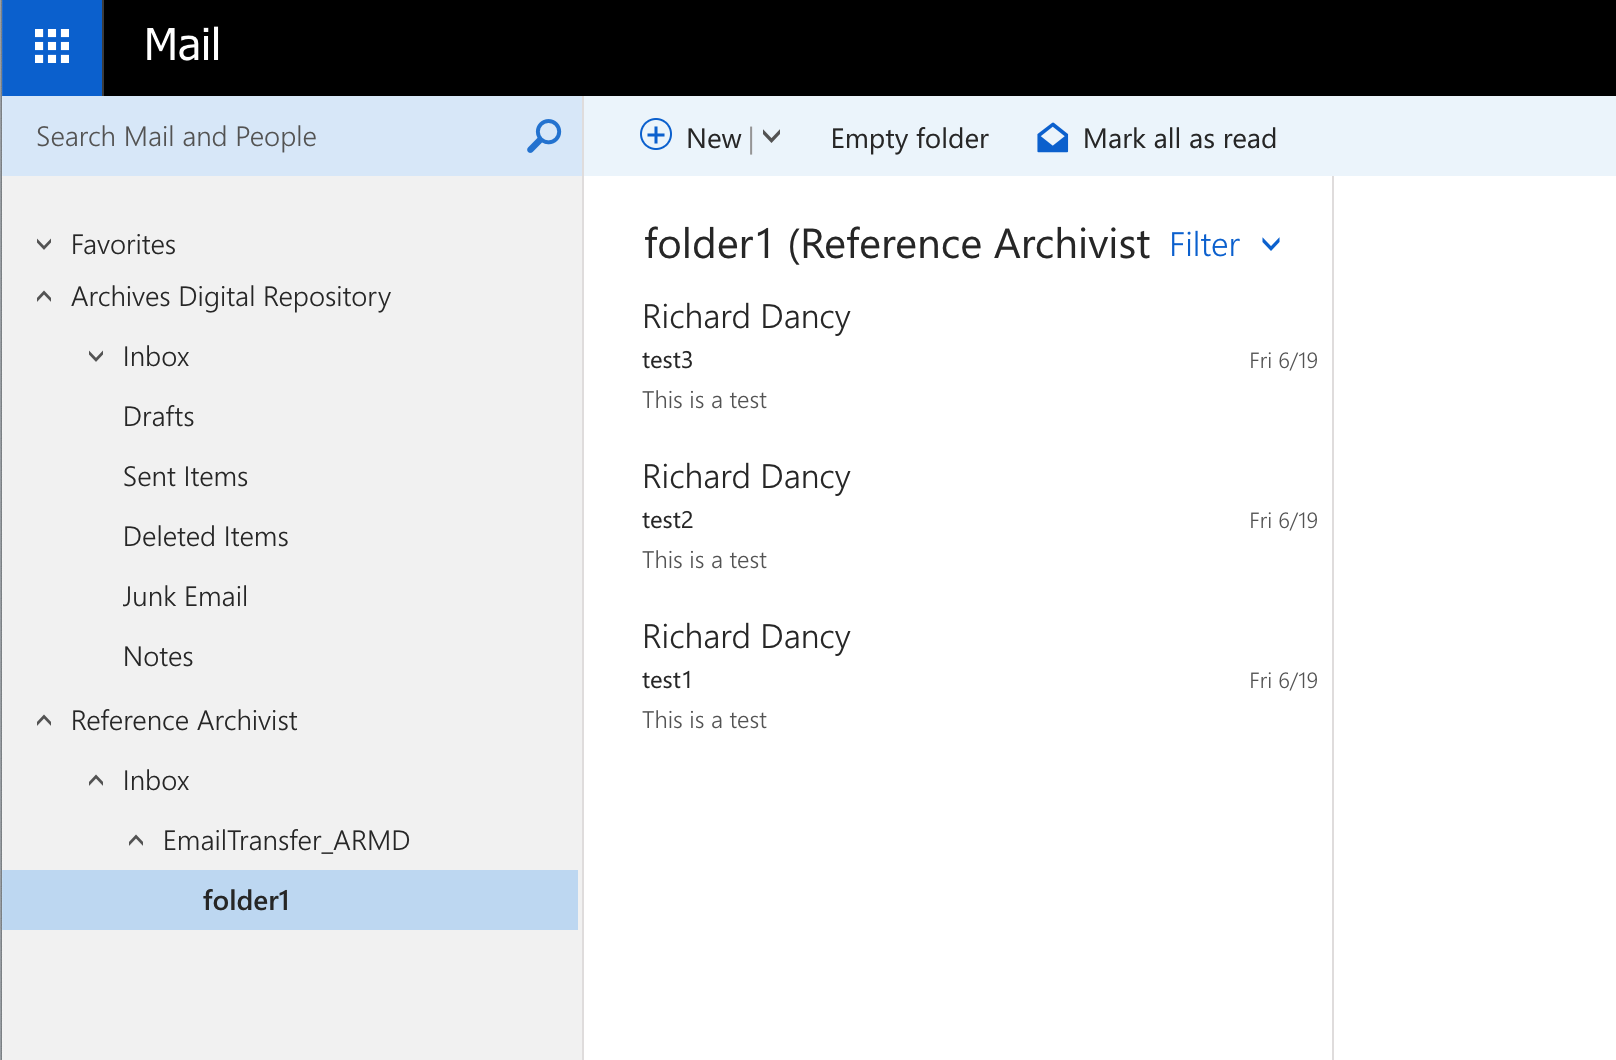 Mail
Search Mail and People
New | Empty folder Mark all as read
Favorites
Archives Digital Repository
Inbox
Drafts
Sent Items
Deleted Items
Junk Email
Notes
Reference Archivist
Inbox
EmailTransfer_ARMD
folder1
folder1 (Reference Archivist Filter
Richard Dancy
test3 Fri 6/19
This is a test
Richard Dancy
test2 Fri 6/19
This is a test
Richard Dancy
test1 Fri 6/19
This is a test